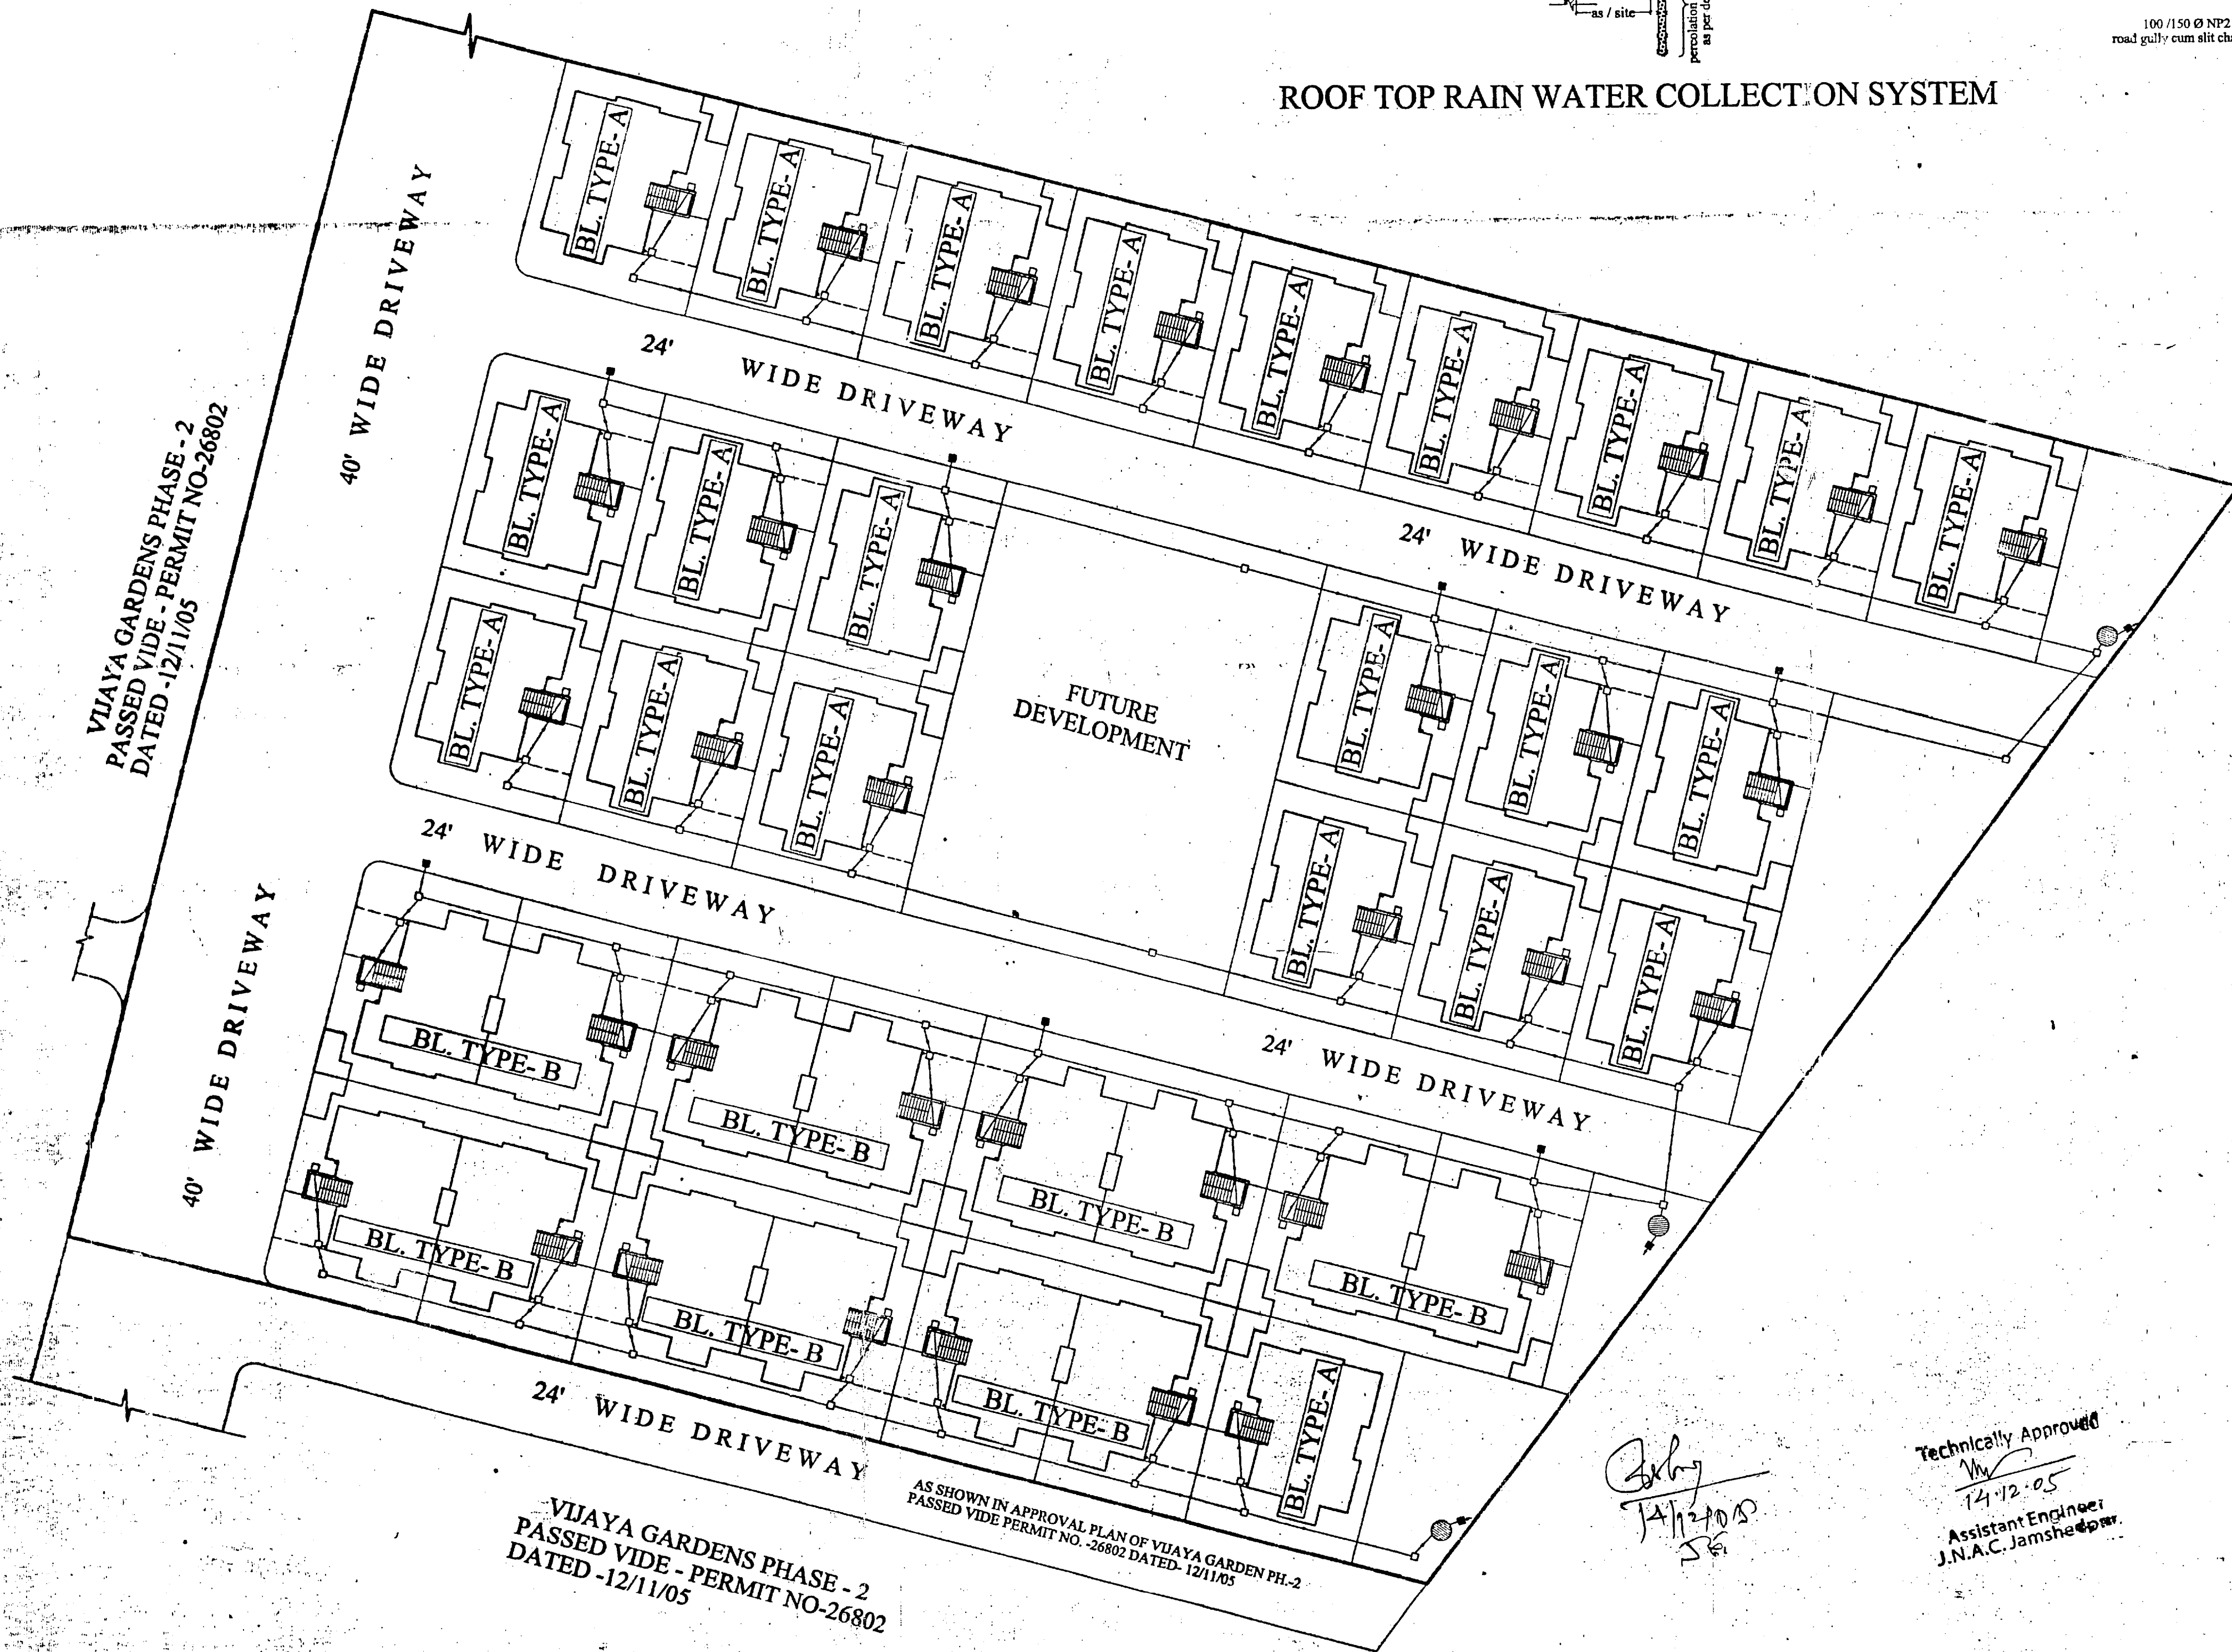 as / site
percolation
100 /150 Ø NP2
road gully cum slit
ROOF TOP RAIN WATER COLLECTION SYSTEM
BL. TYPE- A
BL. TYPE- A
BL. TYPE- A
BL. TYPE- A
BL. TYPE- A
BL. TYPE- A
BL. TYPE- A
BL. TYPE- A
BL. TYPE- A
40' WIDE DRIVEWAY
24' WIDE DRIVEWAY
24' WIDE DRIVEWAY
VIJAYA GARDENS PHASE - 2
PASSED VIDE - PERMIT NO-26802
DATED -12/11/05
BL. TYPE- A
BL. TYPE- A
BL. TYPE- A
BL. TYPE- A
BL. TYPE- A
BL. TYPE- A
FUTURE
DEVELOPMENT
BL. TYPE- A
BL. TYPE- A
BL. TYPE- A
BL. TYPE- A
BL. TYPE- A
BL. TYPE- A
24' WIDE DRIVEWAY
24' WIDE DRIVEWAY
40' WIDE DRIVEWAY
BL. TYPE- B
BL. TYPE- B
BL. TYPE- B
BL. TYPE- B
BL. TYPE- B
BL. TYPE- B
BL. TYPE- B
BL. TYPE- A
24' WIDE DRIVEWAY
AS SHOWN IN APPROVAL PLAN OF VIJAYA GARDEN PH.-2
PASSED VIDE PERMIT NO. -26802 DATED- 12/11/05
VIJAYA GARDENS PHASE - 2
PASSED VIDE - PERMIT NO-26802
DATED -12/11/05
Technically Approved
14.12.05
Assistant Engineer
J.N.A.C. Jamshedpur.